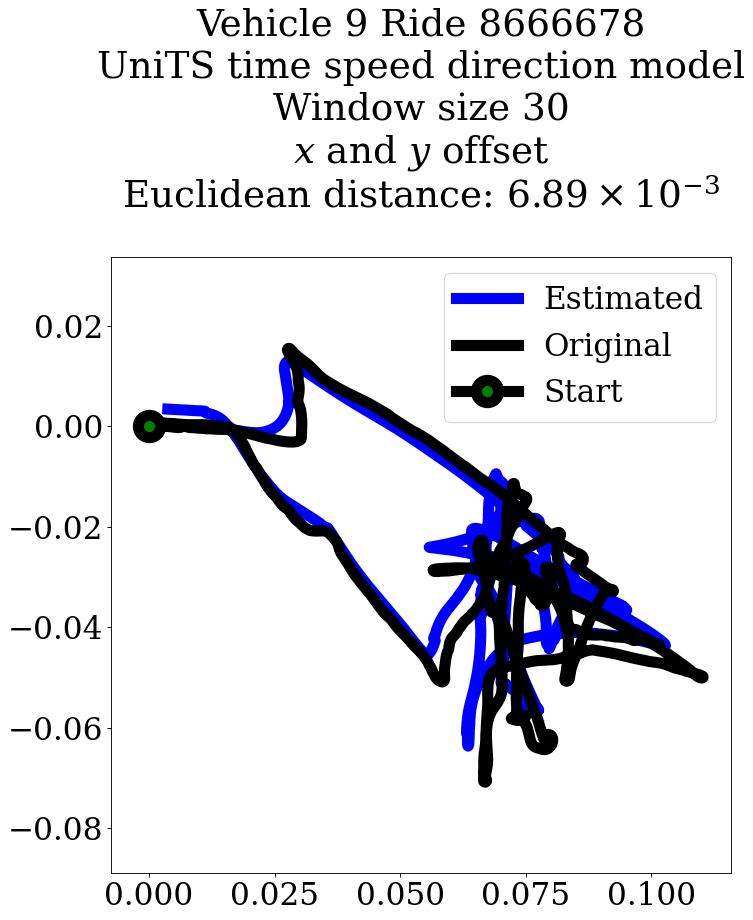 Vehicle 9 Ride 8666678
UniTS time speed direction model
Window size 30
x and y offset
Euclidean distance: 6.89 × 10⁻³
Estimated
Original
Start
0.02
0.00
−0.02
−0.04
−0.06
−0.08
0.000 0.025 0.050 0.075 0.100